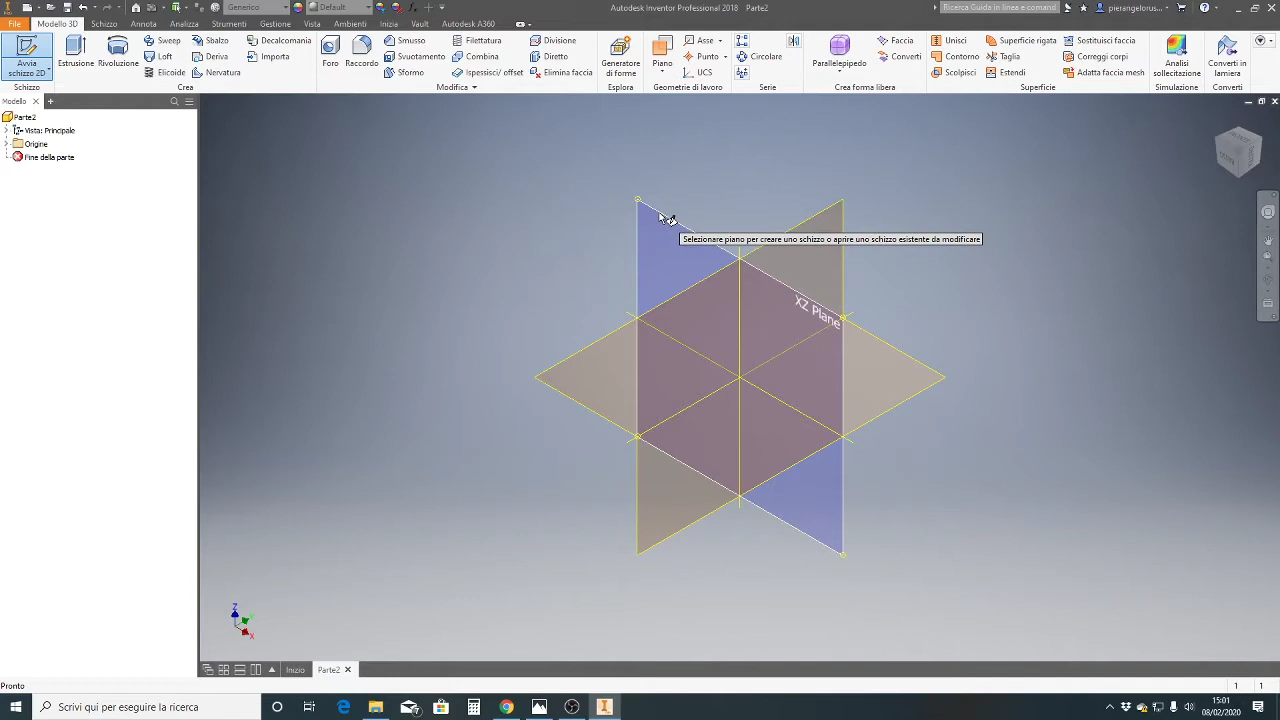 Generico
Default
Autodesk Inventor Professional 2018
Parte2
Ricerca Guida in linea e comand
pierangelorus...
File
Modello 3D
Schizzo
Annota
Analizza
Strumenti
Gestione
Vista
Ambienti
Inizia
Vault
Autodesk A360
Avvia
schizzo 2D
Estrusione
Rivoluzione
Sweep
Loft
Elicoide
Sbalzo
Deriva
Nervatura
Decalcomania
Importa
Foro
Raccordo
Smusso
Svuotamento
Sformo
Filettatura
Combina
Ispessici/ offset
Divisione
Diretto
Elimina faccia
Generatore
di forme
Piano
Asse
Punto
UCS
Circolare
Parallelepipedo
Faccia
Converti
Unisci
Contorno
Scolpisci
Superficie rigata
Taglia
Estendi
Sostituisci faccia
Correggi corpi
Adatta faccia mesh
Analisi
sollecitazione
Converti in
lamiera
Schizzo
Crea
Modifica
Esplora
Geometrie di lavoro
Serie
Crea forma libera
Superficie
Simulazione
Converti
Modello
Parte2
Vista: Principale
Origine
Fine della parte
Selezionare piano per creare uno schizzo o aprire uno schizzo esistente da modificare
XZ Plane
Z
X
Inizio
Parte2
Pronto
1
1
Scrivi qui per eseguire la ricerca
15:01
08/02/2020